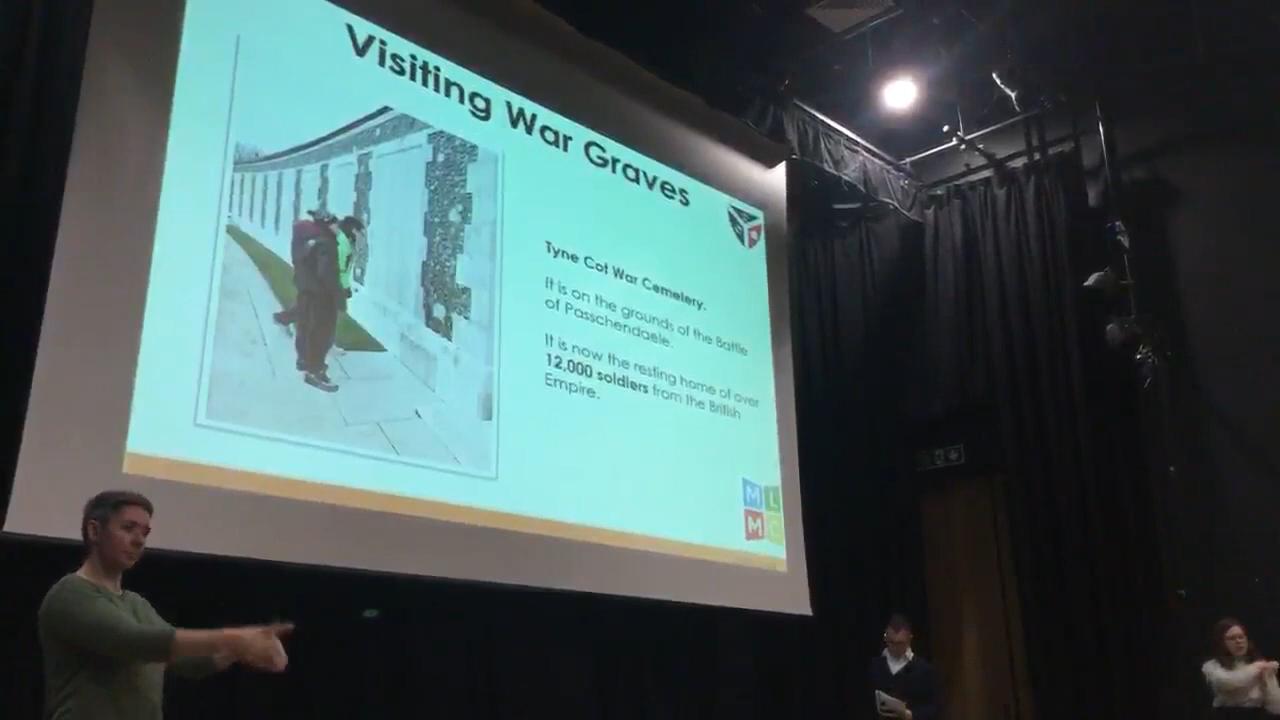 Visiting War Graves
Tyne Cot War Cemetery.
It is on the grounds of the Battle
of Passchendaele.
It is now the resting home of over
12,000 soldiers from the British
Empire.
M L
M C